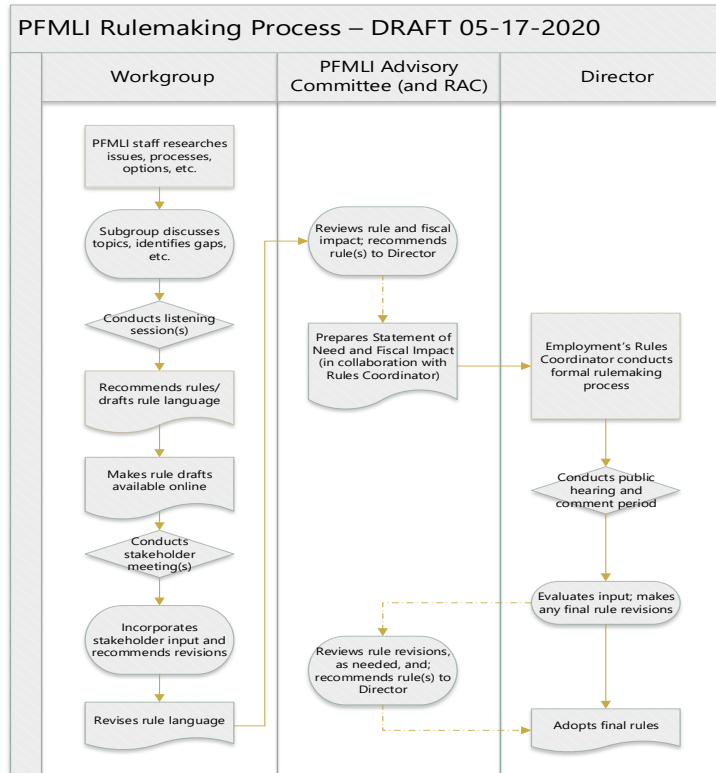 PFMLI Rulemaking Process – DRAFT 05-17-2020
Workgroup
PFMLI Advisory
Committee (and RAC)
Director
PFMLI staff researches
issues, processes,
options, etc.
Subgroup discusses
topics, identifies gaps,
etc.
Conducts listening
session(s)
Recommends rules/
drafts rule language
Makes rule drafts
available online
Conducts
stakeholder
meeting(s)
Incorporates
stakeholder input and
recommends revisions
Revises rule language
Reviews rule and fiscal
impact; recommends
rule(s) to Director
Prepares Statement of
Need and Fiscal Impact
(in collaboration with
Rules Coordinator)
Reviews rule revisions,
as needed, and;
recommends rule(s) to
Director
Employment's Rules
Coordinator conducts
formal rulemaking
process
Conducts public
hearing and
comment period
Evaluates input; makes
any final rule revisions
Adopts final rules